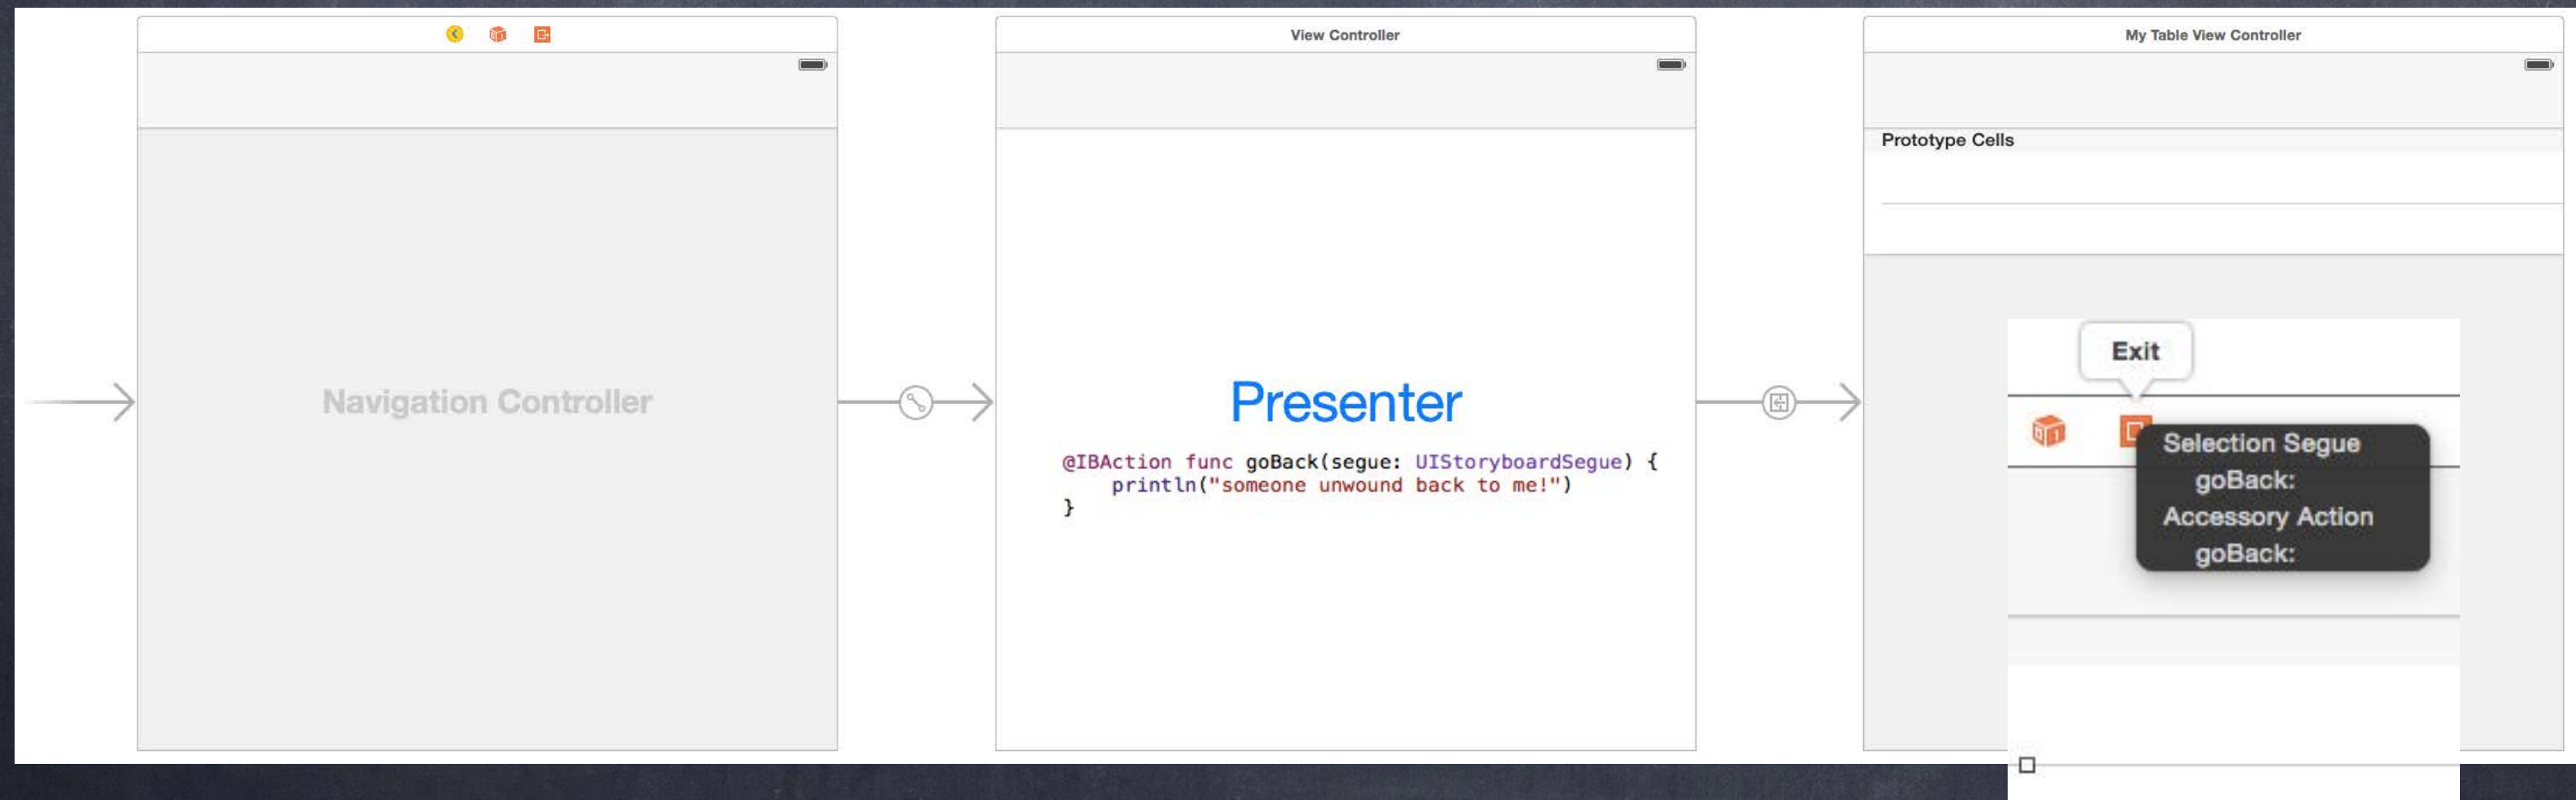 View Controller
My Table View Controller
Prototype Cells
Navigation Controller
Presenter
@IBAction func goBack(segue: UIStoryboardSegue) {
    println("someone unwound back to me!")
}
Exit
Selection Segue
goBack:
Accessory Action
goBack: